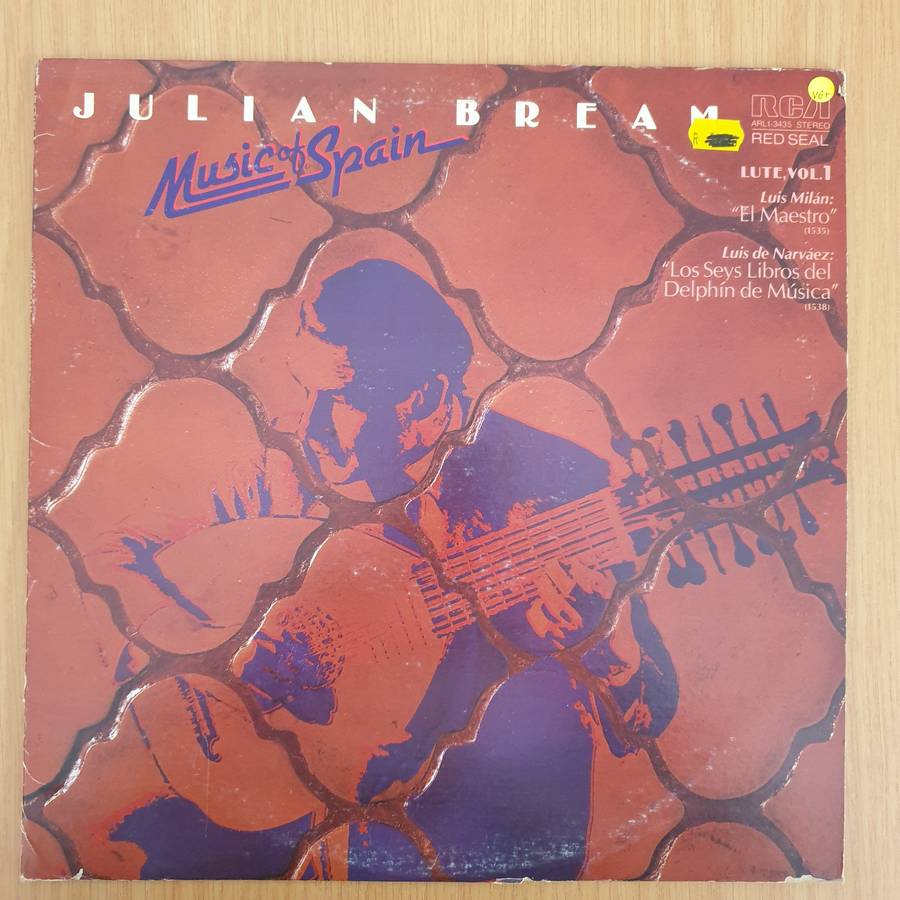 JULIAN BREAM
Music of Spain
VG+
RCA
ARL1-3435 STEREO
RED SEAL
R
LUTE, VOL.1
Luis Milán:
"El Maestro"
(1535)
Luis de Narváez:
"Los Seys Libros del
Delphín de Música"
(1538)